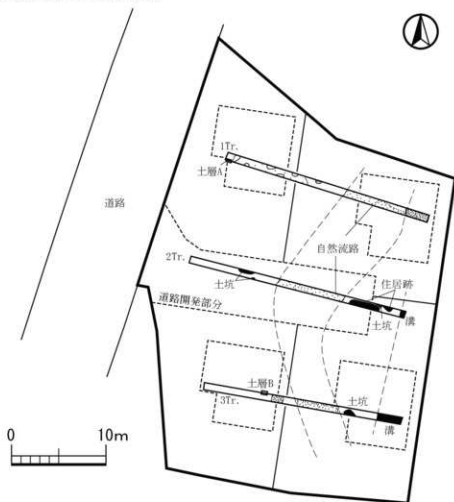 1Tr.
土層A
道路
自然流路
2Tr.
住居跡
土坑
道路開発部分
土坑
溝
土層B
土坑
3Tr.
溝
0 10m